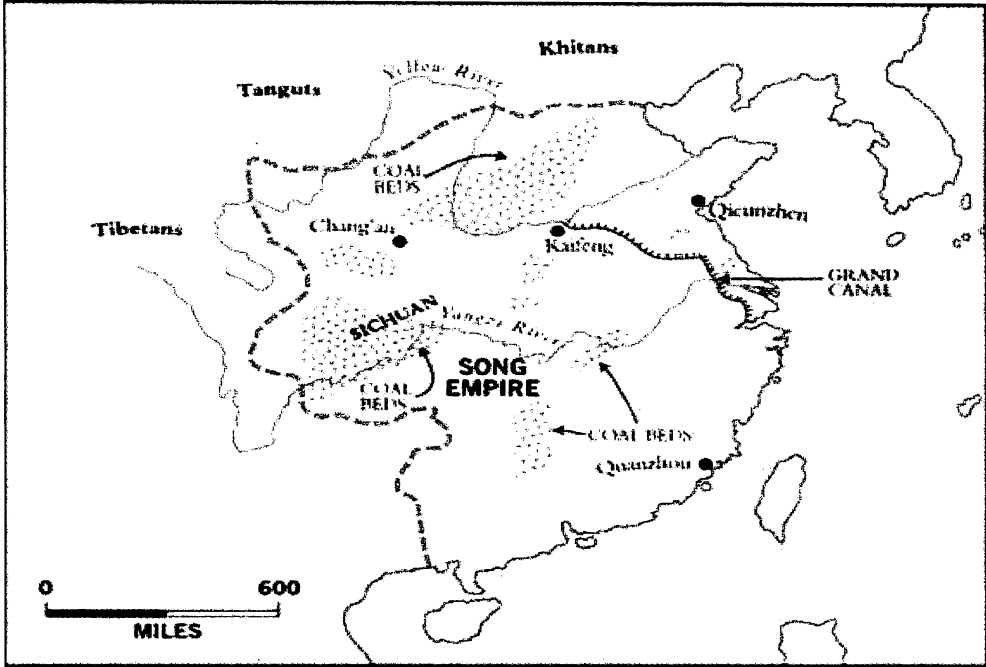 Khitans
Yellow River
Tanguts
COAL
BEDS
Tibetans
Chang'an
Qicunzhen
Kaifeng
GRAND
CANAL
SICHUAN
Yangzi River
SONG
EMPIRE
COAL
BEDS
COAL BEDS
Quanzhou
0 600
MILES